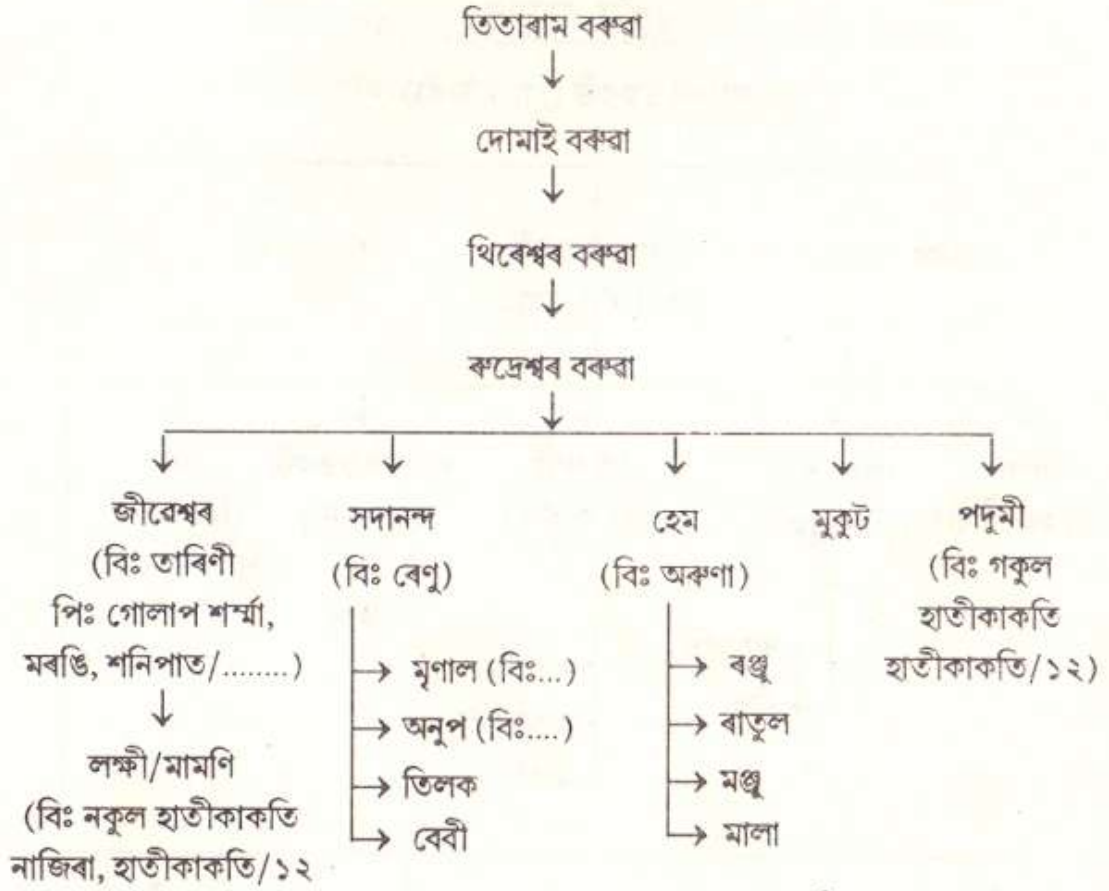 তিতাৰাম বৰুৱা
দোমাই বৰুৱা
থিৰেশ্বৰ বৰুৱা
ৰুদ্ৰেশ্বৰ বৰুৱা
জীৱেশ্বৰ
(বিঃ তাৰিণী
পিঃ গোলাপ শৰ্ম্মা,
মৰঙি, শনিপাত/........)
লক্ষী/মামণি
(বিঃ নকুল হাতীকাকতি
নাজিৰা, হাতীকাকতি/১২
সদানন্দ
(বিঃ ৰেণু)
মৃণাল (বিঃ...)
অনুপ (বিঃ....)
তিলক
বেবী
হেম
(বিঃ অৰুণা)
ৰঞ্জু
ৰাতুল
মঞ্জু
মালা
মুকুট
পদুমী
(বিঃ গকুল
হাতীকাকতি
হাতীকাকতি/১২)